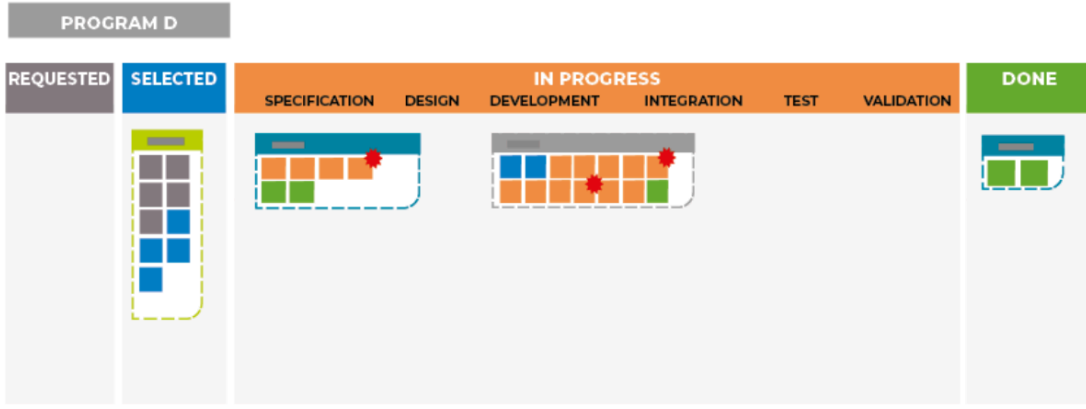 PROGRAM D
REQUESTED
SELECTED
IN PROGRESS
SPECIFICATION DESIGN DEVELOPMENT INTEGRATION TEST VALIDATION
DONE